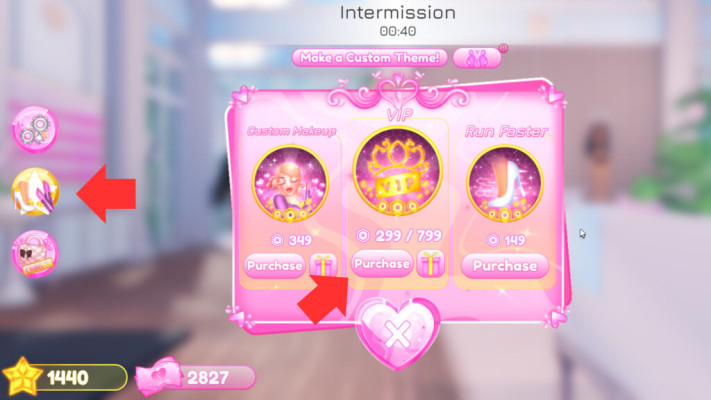 Intermission
00:40
Make a Custom Theme!
VIP
Custom Makeup
Run Faster
VIP
349
299 / 799
149
Purchase
Purchase
Purchase
1440
2827